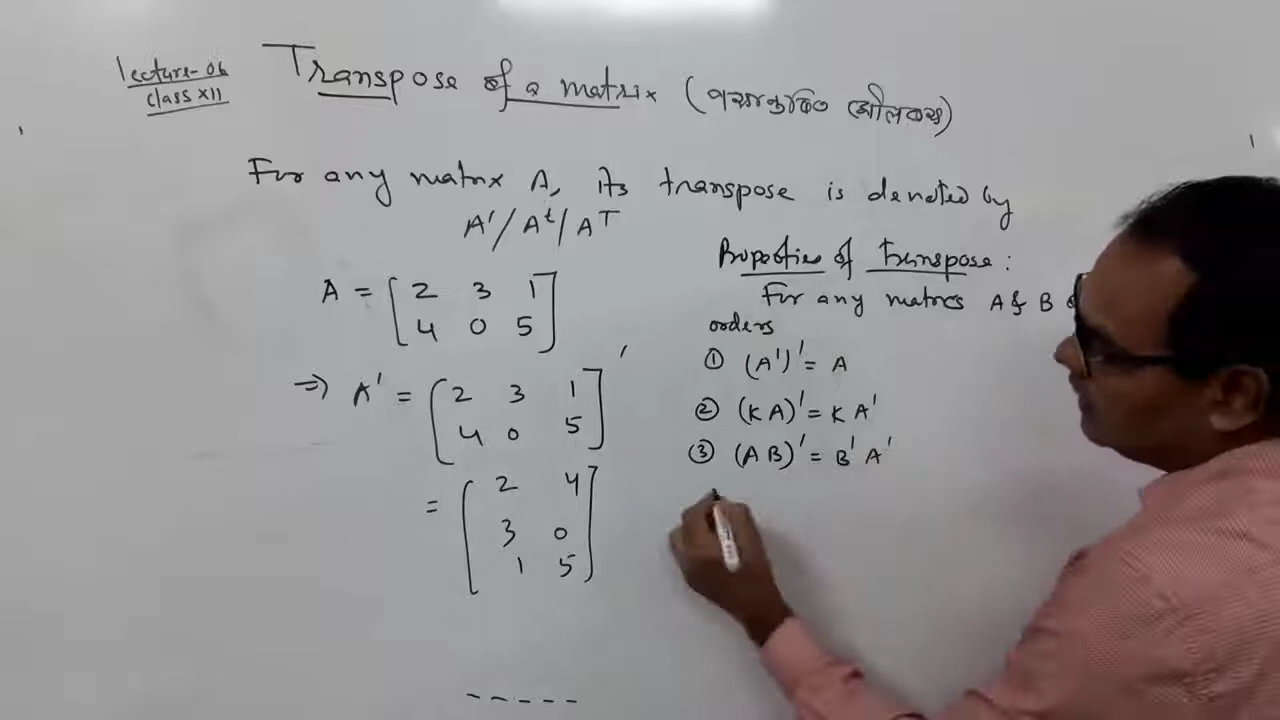 Lecture-06
Class XII
Transpose of a matrix (
For any matrix A, its transpose is denoted by
A'/A^t/A^T
A = [2 3 1
4 0 5]
⇒ A' = [2 3 1
4 0 5]'
= [2 4
3 0
1 5]
Properties of transpose:
For any matrics A & B
orders
① (A')' = A
② (KA)' = KA'
③ (AB)' = B'A'
-----